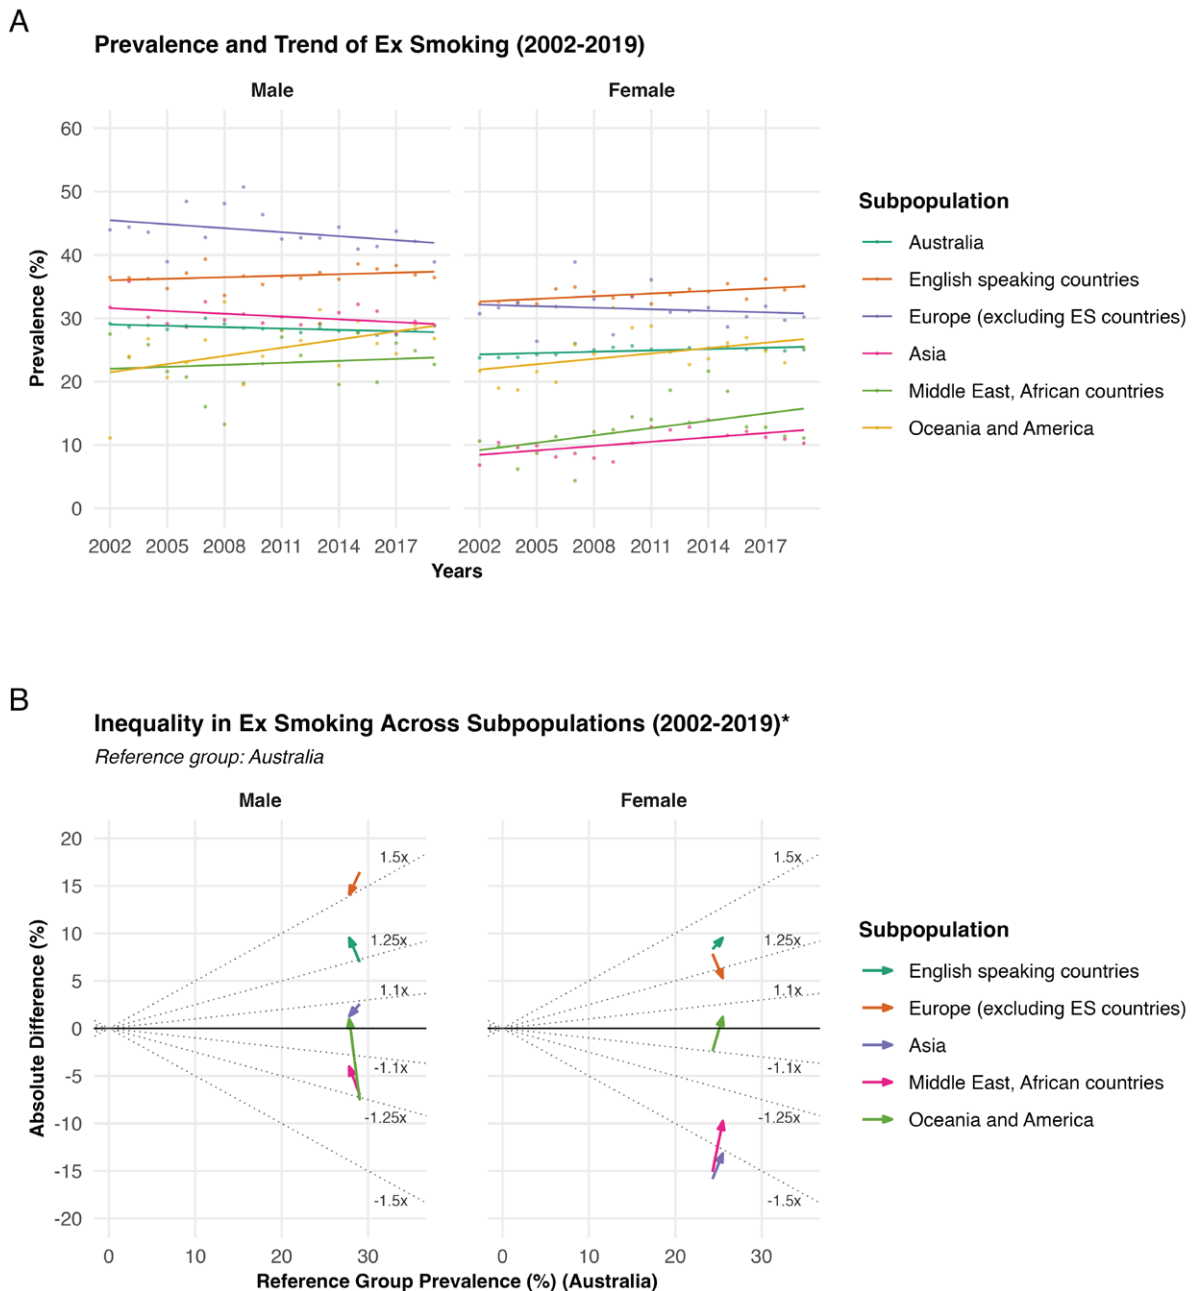 A
Prevalence and Trend of Ex Smoking (2002-2019)
Male
Female
60
50
40
30
20
10
0
Prevalence (%)
2002 2005 2008 2011 2014 2017
2002 2005 2008 2011 2014 2017
Years
Subpopulation
Australia
English speaking countries
Europe (excluding ES countries)
Asia
Middle East, African countries
Oceania and America
B
Inequality in Ex Smoking Across Subpopulations (2002-2019)*
Reference group: Australia
Male
Female
20
15
10
5
0
-5
-10
-15
-20
Absolute Difference (%)
1.5x
1.25x
1.1x
-1.1x
-1.25x
-1.5x
1.5x
1.25x
1.1x
-1.1x
-1.25x
-1.5x
0 10 20 30
0 10 20 30
Reference Group Prevalence (%) (Australia)
Subpopulation
English speaking countries
Europe (excluding ES countries)
Asia
Middle East, African countries
Oceania and America